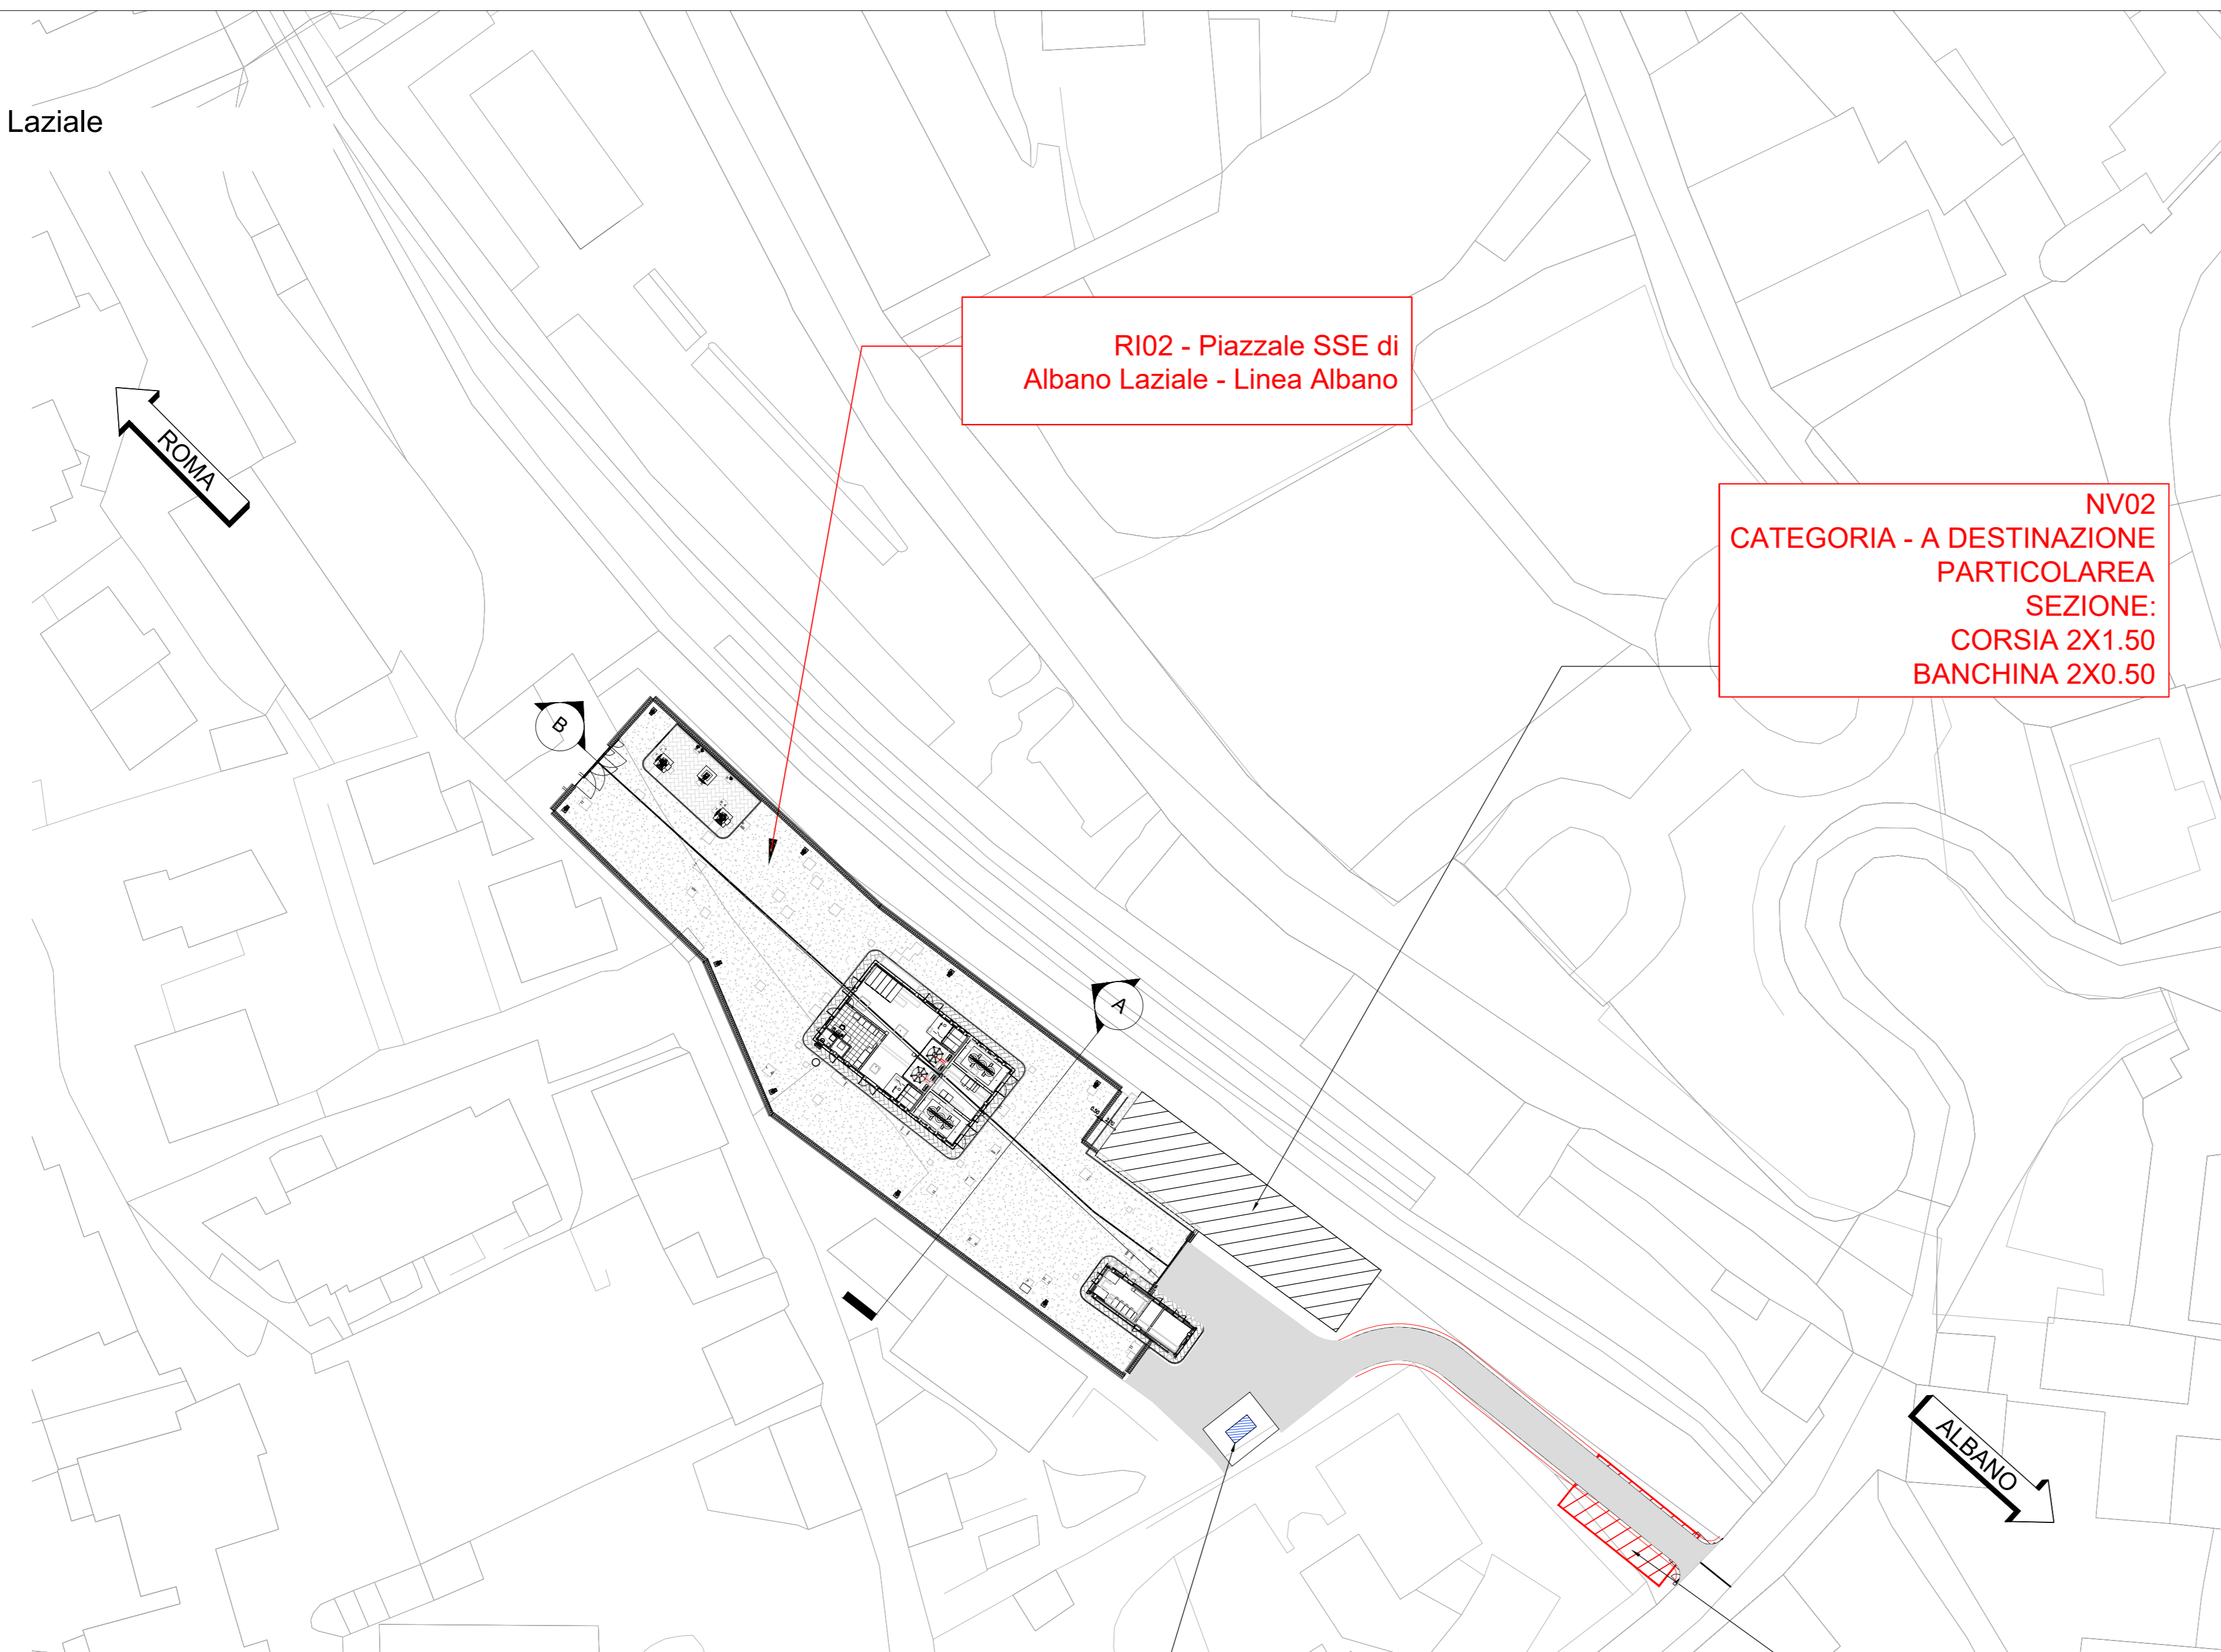 Laziale
ROMA
RI02 - Piazzale SSE di
Albano Laziale - Linea Albano
NV02
CATEGORIA - A DESTINAZIONE
PARTICOLAREA
SEZIONE:
CORSIA 2X1.50
BANCHINA 2X0.50
B
A
ALBANO